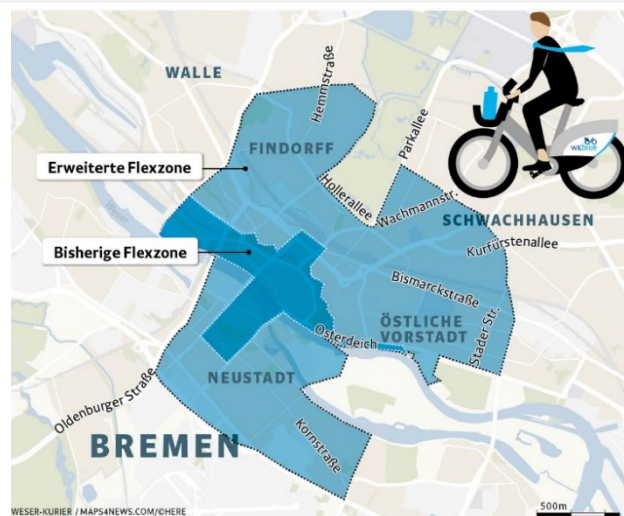 WALLE
Hemmstraße
FINDORFF
Parkallee
Erweiterte Flexzone
Hollerallee
Wachmannstr.
SCHWACHHAUSEN
Kurfürstenallee
Bisherige Flexzone
Weser
Bismarckstraße
Osterdeich
ÖSTLICHE
VORSTADT
Stader Str.
NEUSTADT
Oldenburger Straße
Kornstraße
BREMEN
WESER-KURIER / MAPS4NEWS.COM/©HERE
500m